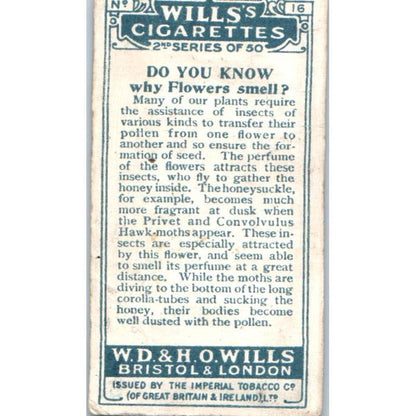 Nº 16
WILLS'S
CIGARETTES
2ND SERIES OF 50
DO YOU KNOW
why Flowers smell?
Many of our plants require
the assistance of insects of
various kinds to transfer their
pollen from one flower to
another and so ensure the for-
mation of seed. The perfume
of the flowers attracts these
insects, who fly to gather the
honey inside. The honeysuckle,
for example, becomes much
more fragrant at dusk when
the Privet and Convolvulus
Hawk-moths appear. These in-
sects are especially attracted
by this flower, and seem able
to smell its perfume at a great
distance. While the moths are
diving to the bottom of the long
corolla-tubes and sucking the
honey, their bodies become
well dusted with the pollen.
W.D.& H.O.WILLS
BRISTOL & LONDON
ISSUED BY THE IMPERIAL TOBACCO Cº
(OF GREAT BRITAIN & IRELAND), LTD